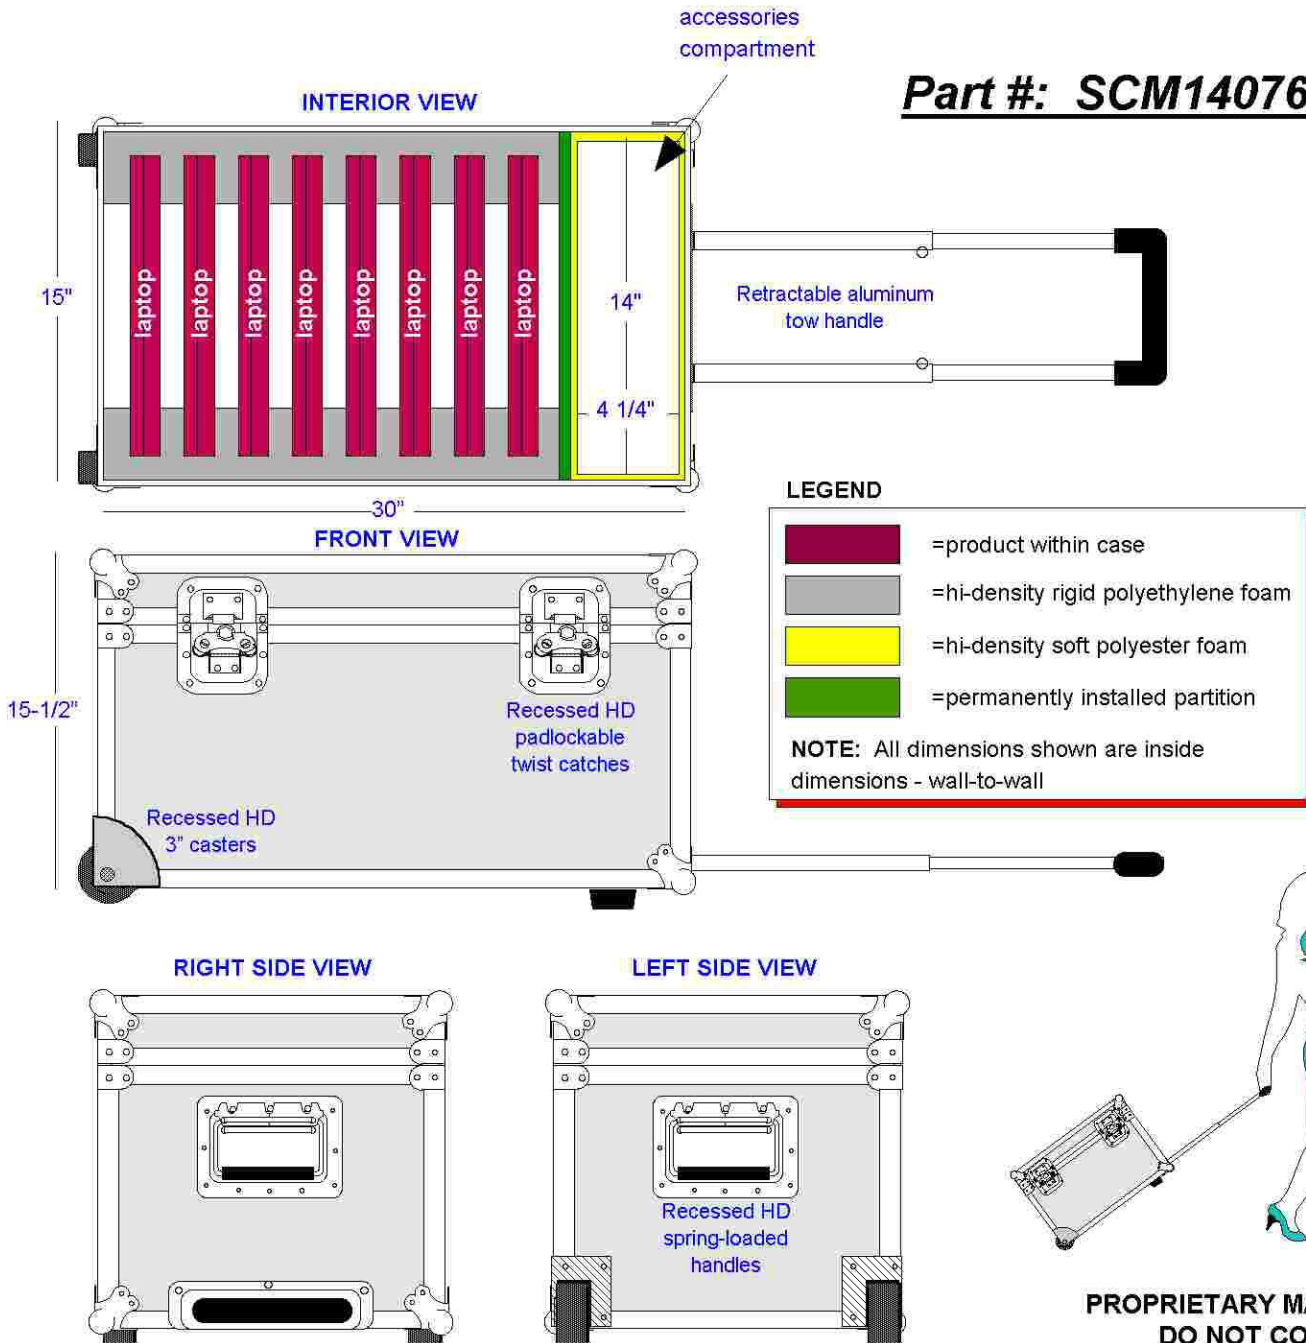 accessories
compartment
Part #: SCM14076
INTERIOR VIEW
15"
laptop
laptop
laptop
laptop
laptop
laptop
laptop
laptop
14"
4 1/4"
Retractable aluminum
tow handle
30"
LEGEND
=product within case
=hi-density rigid polyethylene foam
=hi-density soft polyester foam
=permanently installed partition
NOTE: All dimensions shown are inside
dimensions - wall-to-wall
FRONT VIEW
15-1/2"
Recessed HD
padlockable
twist catches
Recessed HD
3" casters
RIGHT SIDE VIEW
LEFT SIDE VIEW
Recessed HD
spring-loaded
handles
PROPRIETARY
DO NOT